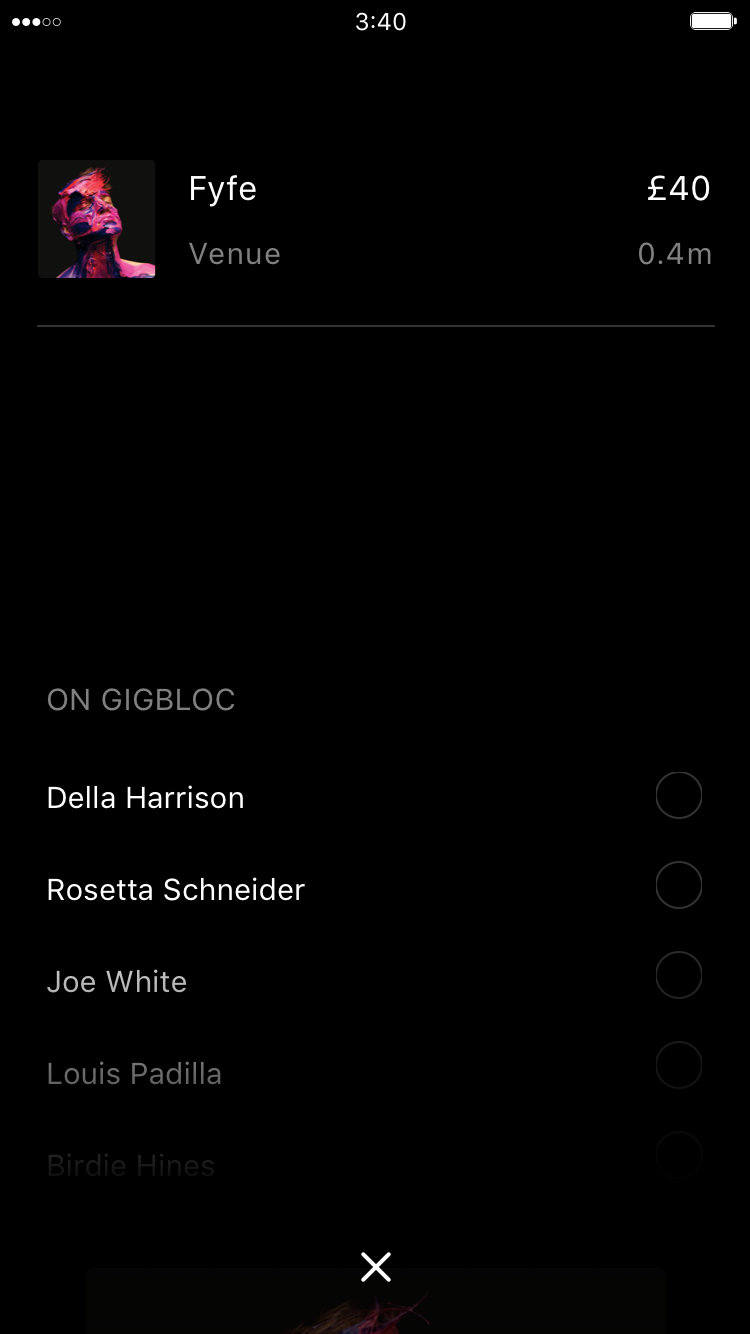 3:40
Fyfe £40
Venue 0.4m
ON GIGBLOC
Della Harrison
Rosetta Schneider
Joe White
Louis Padilla
Birdie Hines